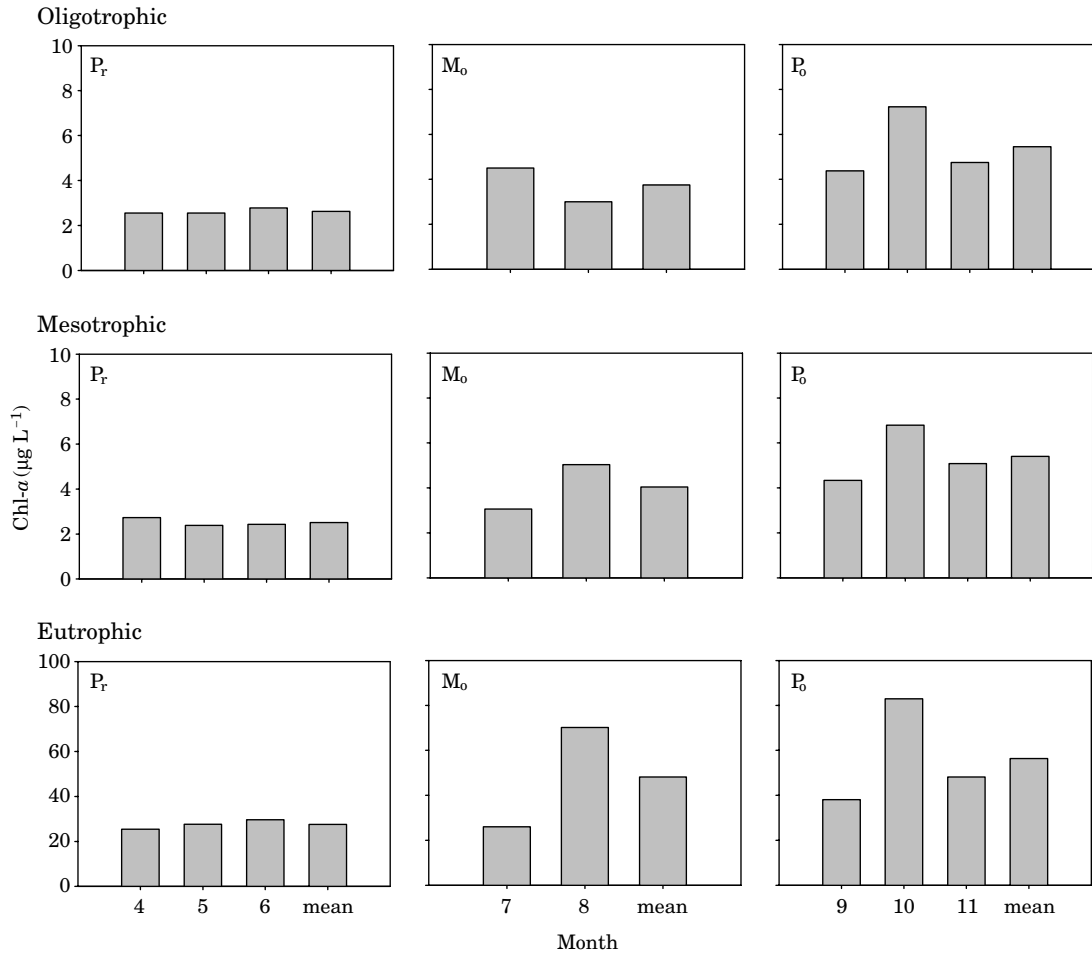 Oligotrophic
10
8
6
4
2
0
Pr
Mo
Po
Mesotrophic
10
8
6
4
2
0
Pr
Mo
Po
Chl-a (µg L⁻¹)
Eutrophic
100
80
60
40
20
0
Pr
Mo
Po
4 5 6 mean 7 8 mean 9 10 11 mean
Month